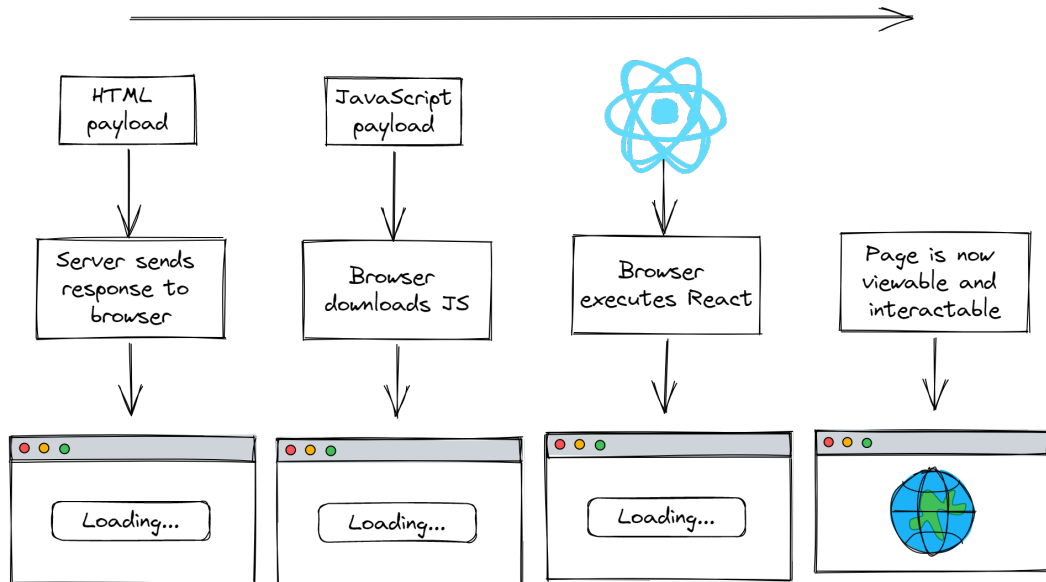 HTML
payload
JavaScript
payload
Server sends
response to
browser
Browser
downloads JS
Browser
executes React
Page is now
viewable and
interactable
Loading...
Loading...
Loading...